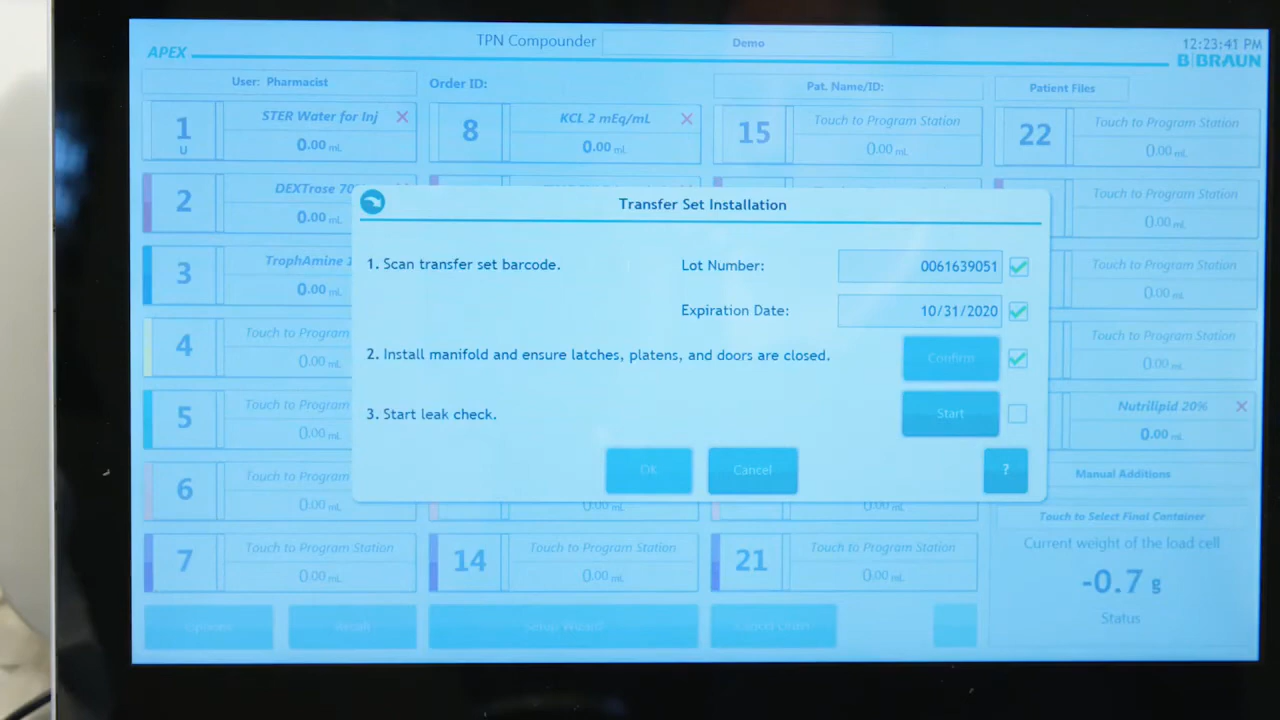 TPN Compounder
Demo
12:23:41 PM
APEX
B|BRAUN
User: Pharmacist
Order ID:
Pat. Name/ID:
Patient Files
1
U
STER Water for Inj
0.00 mL
8
KCL 2 mEq/mL
0.00 mL
15
Touch to Program Station
0.00 mL
22
Touch to Program Station
0.00 mL
2
DEXTrose 70
0.00 mL
Touch to Program Station
0.00 mL
Transfer Set Installation
3
TrophAmine
0.00 mL
1. Scan transfer set barcode.
Lot Number:
0061639051
Expiration Date:
10/31/2020
Touch to Program Station
0.00 mL
4
Touch to Program
0.00 mL
2. Install manifold and ensure latches, platens, and doors are closed.
Confirm
Touch to Program Station
0.00 mL
5
Touch to Program
0.00 mL
3. Start leak check.
Start
Nutrilipid 20%
0.00 mL
6
Touch to Program
0.00 mL
OK
Cancel
?
Manual Additions
0.00 mL
0.00 mL
Touch to Select Final Container
7
Touch to Program Station
0.00 mL
14
Touch to Program Station
0.00 mL
21
Touch to Program Station
0.00 mL
Current weight of the load cell
-0.7 g
Status
Options
Setup Wizard